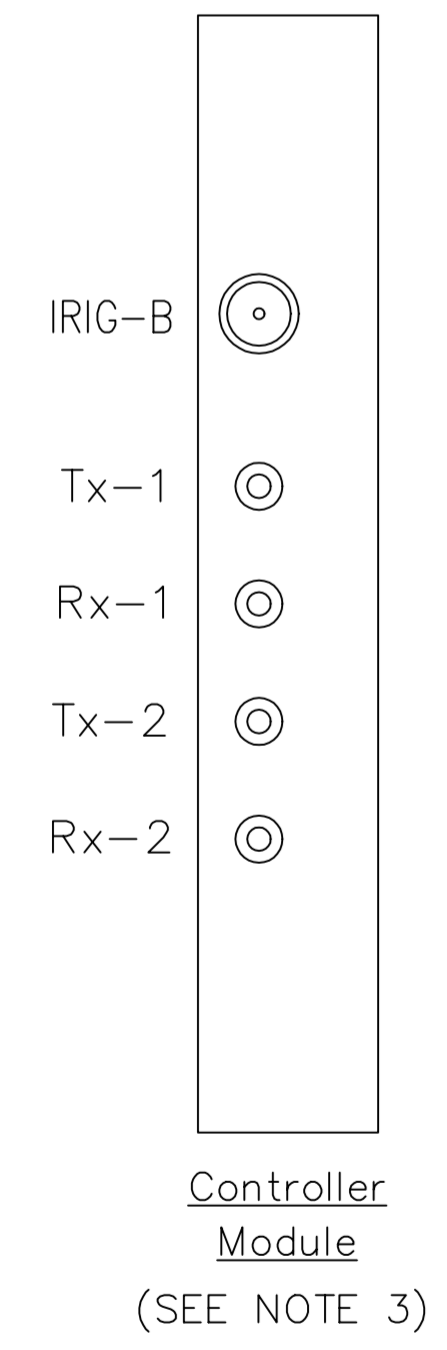 IRIG-B
Tx-1
Rx-1
Tx-2
Rx-2
Controller
Module
(SEE NOTE 3)